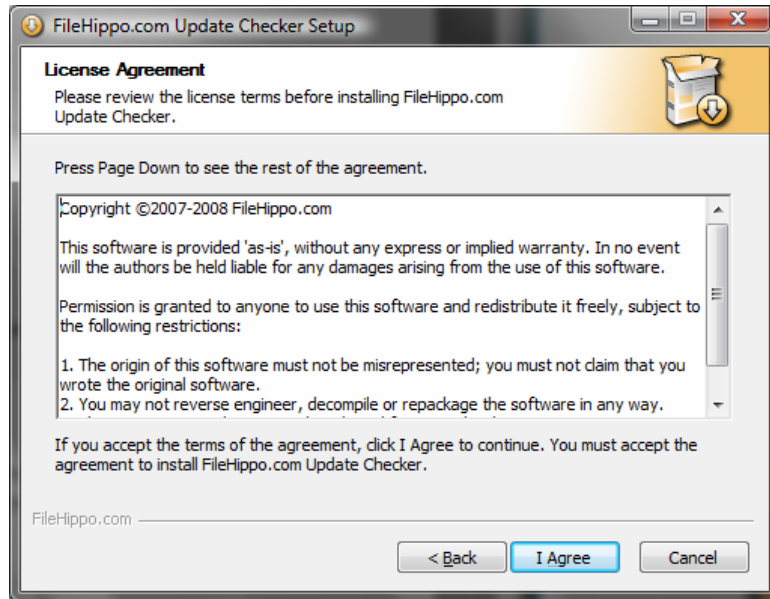 FileHippo.com Update Checker Setup
License Agreement
Please review the license terms before installing FileHippo.com
Update Checker.
Press Page Down to see the rest of the agreement.
Copyright ©2007-2008 FileHippo.com
This software is provided 'as-is', without any express or implied warranty. In no event
will the authors be held liable for any damages arising from the use of this software.
Permission is granted to anyone to use this software and redistribute it freely, subject to
the following restrictions:
1. The origin of this software must not be misrepresented; you must not claim that you
wrote the original software.
2. You may not reverse engineer, decompile or repackage the software in any way.
If you accept the terms of the agreement, click I Agree to continue. You must accept the
agreement to install FileHippo.com Update Checker.
FileHippo.com
< Back
I Agree
Cancel